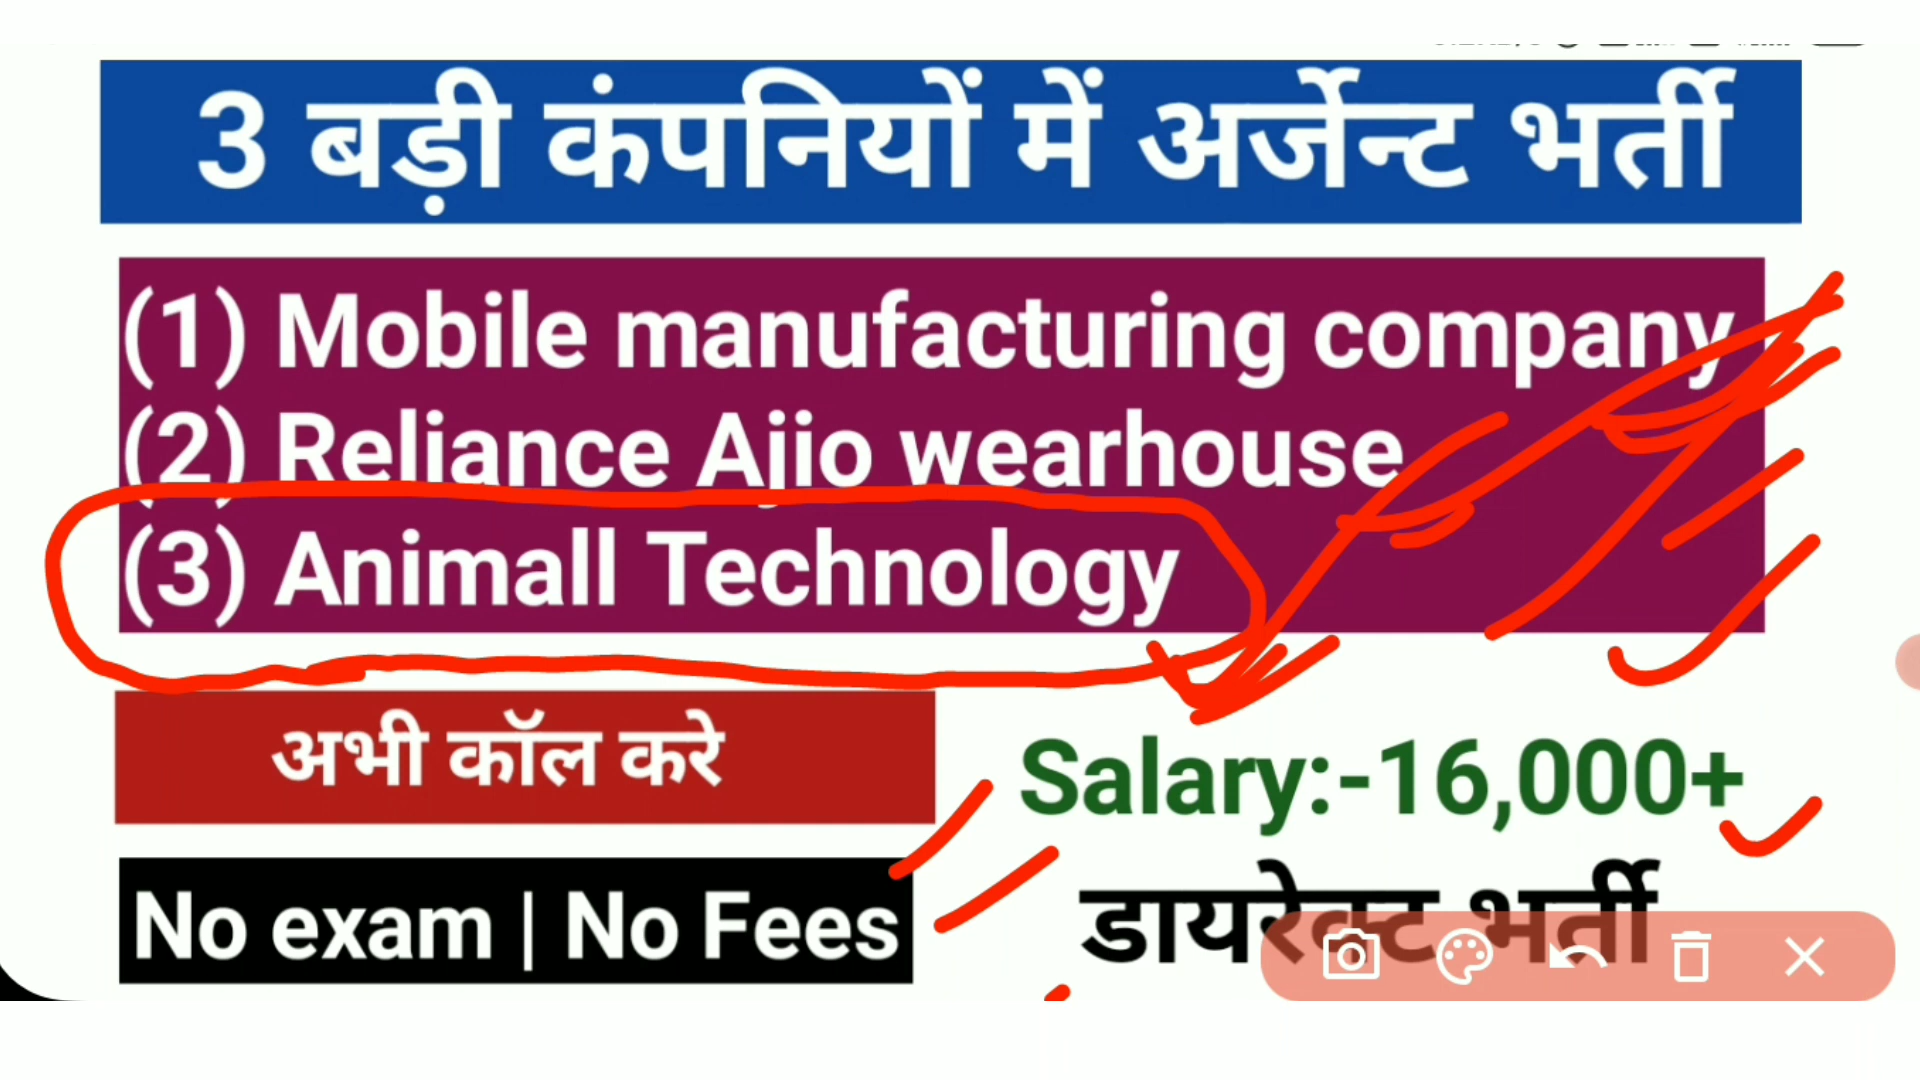 3 बड़ी कंपनियों में अर्जेन्ट भर्ती
(1) Mobile manufacturing company
(2) Reliance Ajio wearhouse
(3) Animall Technology
अभी कॉल करे
Salary:-16,000+
No exam | No Fees
डायरेक्ट भर्ती